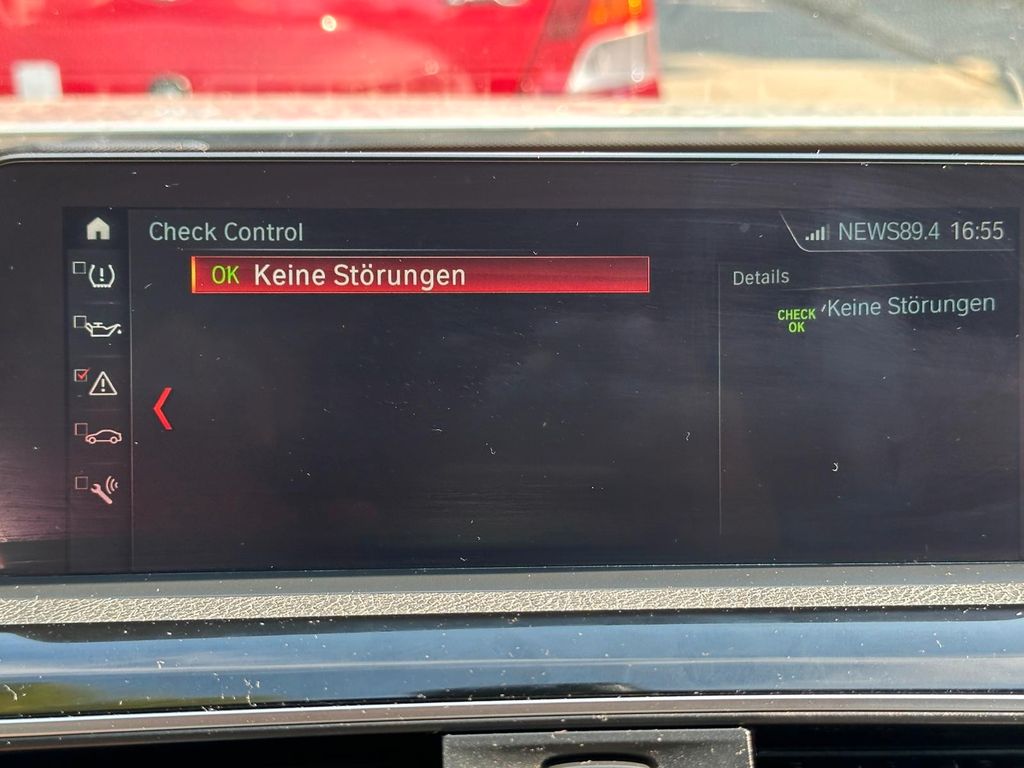 Check Control
NEWS89.4 16:55
OK Keine Störungen
Details
CHECK OK Keine Störungen